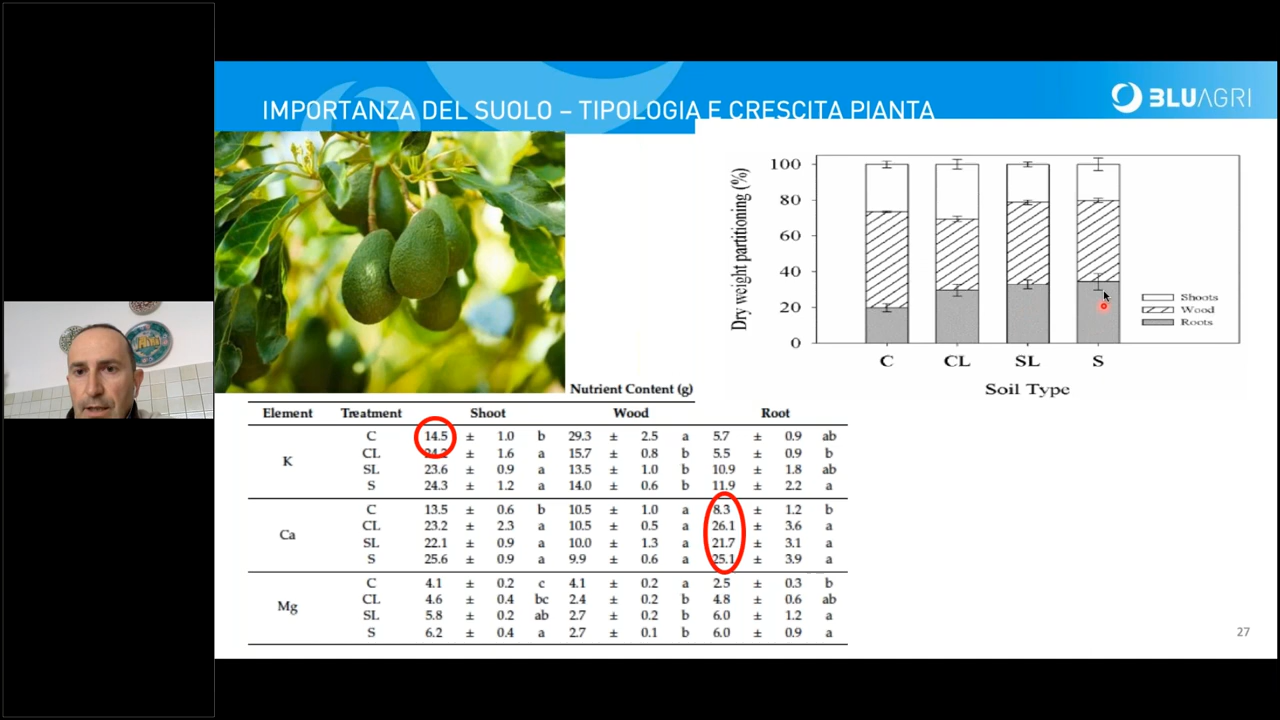 IMPORTANZA DEL SUOLO – TIPOLOGIA E CRESCITA PIANTA
BLUAGRI
Dry weight partitioning (%)
100
80
60
40
20
0
C CL SL S
Soil Type
Shoots
Wood
Roots
Nutrient Content (g)
Element Treatment Shoot Wood Root
K
C 14.5 ± 1.0 b 29.3 ± 2.5 a 5.7 ± 0.9 ab
CL 24.2 ± 1.6 a 15.7 ± 0.8 b 5.5 ± 0.9 b
SL 23.6 ± 0.9 a 13.5 ± 1.0 b 10.9 ± 1.8 ab
S 24.3 ± 1.2 a 14.0 ± 0.6 b 11.9 ± 2.2 a
Ca
C 13.5 ± 0.6 b 10.5 ± 1.0 a 8.3 ± 1.2 b
CL 23.2 ± 2.3 a 10.5 ± 0.5 a 26.1 ± 3.6 a
SL 22.1 ± 0.9 a 10.0 ± 1.3 a 21.7 ± 3.1 a
S 25.6 ± 0.9 a 9.9 ± 0.6 a 25.1 ± 3.9 a
Mg
C 4.1 ± 0.2 c 4.1 ± 0.2 a 2.5 ± 0.3 b
CL 4.6 ± 0.4 bc 2.4 ± 0.2 b 4.8 ± 0.6 ab
SL 5.8 ± 0.2 ab 2.7 ± 0.2 b 6.0 ± 1.2 a
S 6.2 ± 0.4 a 2.7 ± 0.1 b 6.0 ± 0.9 a
27